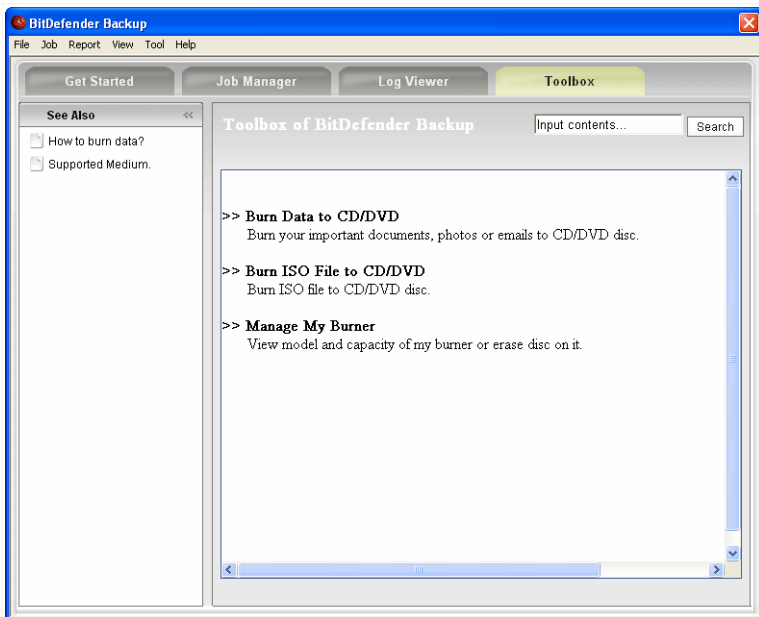 BitDefender Backup
File Job Report View Tool Help
Get Started Job Manager Log Viewer Toolbox
See Also
How to burn data?
Supported Medium.
Toolbox of BitDefender Backup
Input contents...
Search
>> Burn Data to CD/DVD
Burn your important documents, photos or emails to CD/DVD disc.
>> Burn ISO File to CD/DVD
Burn ISO file to CD/DVD disc.
>> Manage My Burner
View model and capacity of my burner or erase disc on it.